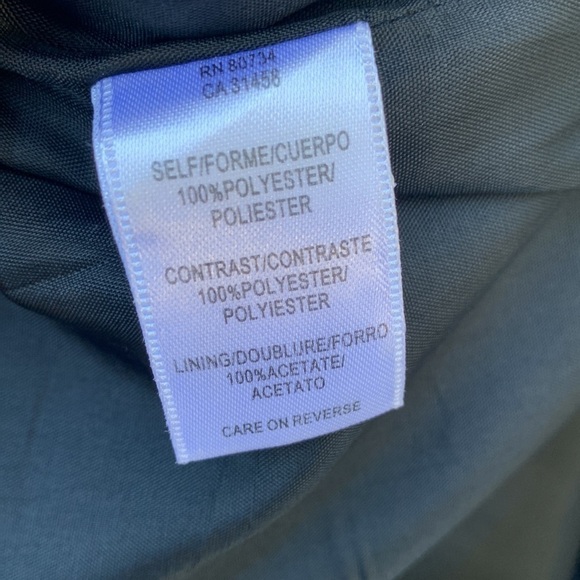 RN 80734
CA 31458
SELF/FORME/CUERPO
100%POLYESTER/
POLIESTER
CONTRAST/CONTRASTE
100%POLYESTER/
POLYIESTER
LINING/DOUBLURE/FORRO
100%ACETATE/
ACETATO
CARE ON REVERSE